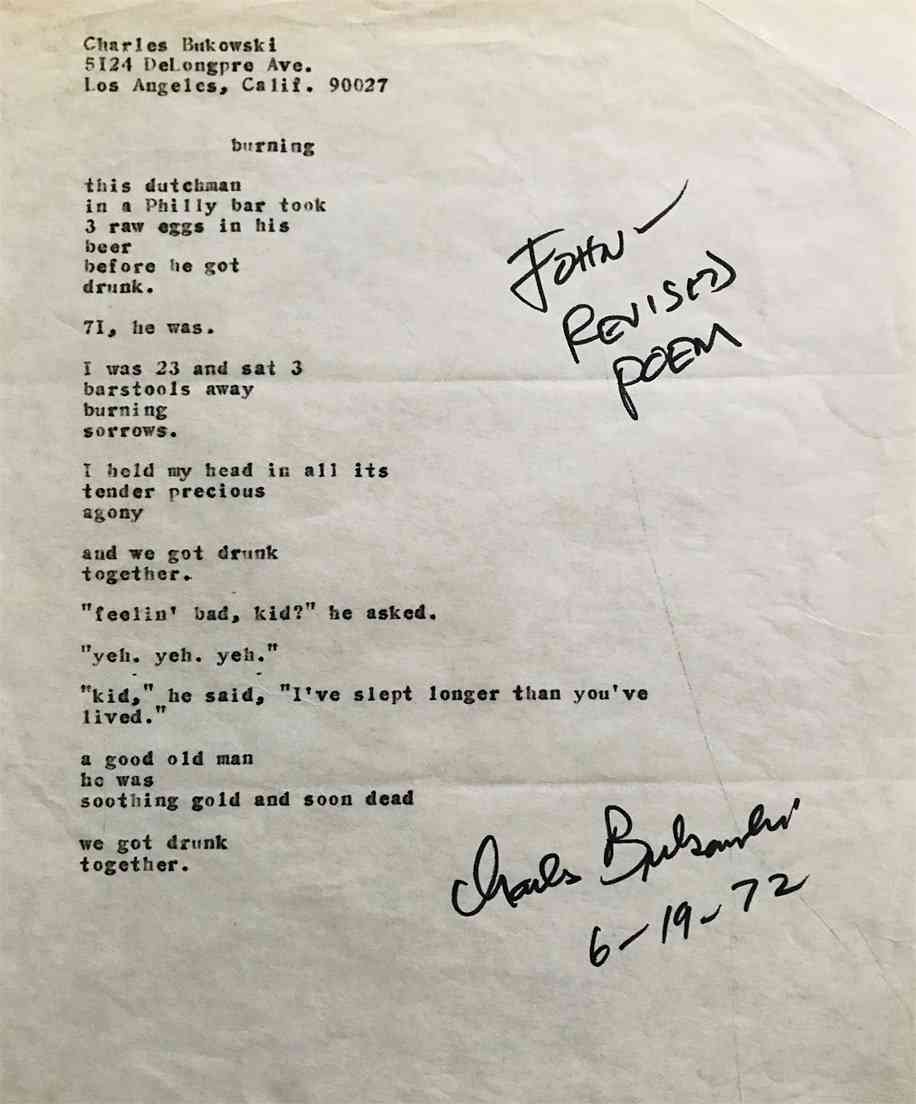 Charles Bukowski
5I24 DeLongpre Ave.
Los Angeles, Calif. 90027
burning
this dutchman
in a Philly bar took
3 raw eggs in his
beer
before he got
drunk.
7I, he was.
I was 23 and sat 3
barstools away
burning
sorrows.
I held my head in all its
tender precious
agony
and we got drunk
together.
"feelin' bad, kid?" he asked.
"yeh. yeh. yeh."
"kid," he said, "I've slept longer than you've
lived."
a good old man
he was
soothing gold and soon dead
we got drunk
together.
JOHN—
REVISED
POEM
Charles Bukowski
6-19-72